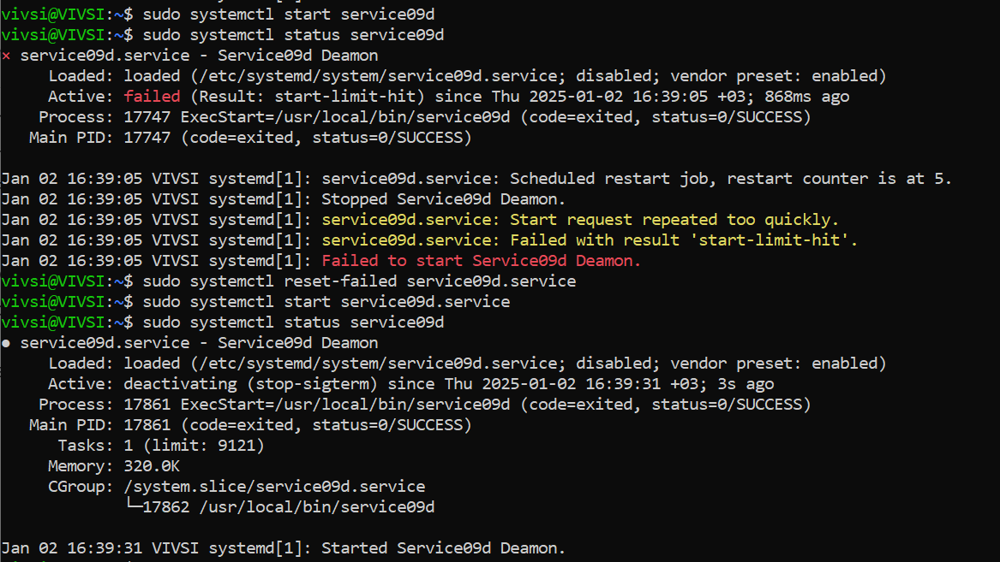 vivsi@VIVSI:~$ sudo systemctl start service09d
vivsi@VIVSI:~$ sudo systemctl status service09d
× service09d.service - Service09d Deamon
     Loaded: loaded (/etc/systemd/system/service09d.service; disabled; vendor preset: enabled)
     Active: failed (Result: start-limit-hit) since Thu 2025-01-02 16:39:05 +03; 868ms ago
    Process: 17747 ExecStart=/usr/local/bin/service09d (code=exited, status=0/SUCCESS)
   Main PID: 17747 (code=exited, status=0/SUCCESS)

Jan 02 16:39:05 VIVSI systemd[1]: service09d.service: Scheduled restart job, restart counter is at 5.
Jan 02 16:39:05 VIVSI systemd[1]: Stopped Service09d Deamon.
Jan 02 16:39:05 VIVSI systemd[1]: service09d.service: Start request repeated too quickly.
Jan 02 16:39:05 VIVSI systemd[1]: service09d.service: Failed with result 'start-limit-hit'.
Jan 02 16:39:05 VIVSI systemd[1]: Failed to start Service09d Deamon.
vivsi@VIVSI:~$ sudo systemctl reset-failed service09d.service
vivsi@VIVSI:~$ sudo systemctl start service09d.service
vivsi@VIVSI:~$ sudo systemctl status service09d
● service09d.service - Service09d Deamon
     Loaded: loaded (/etc/systemd/system/service09d.service; disabled; vendor preset: enabled)
     Active: deactivating (stop-sigterm) since Thu 2025-01-02 16:39:31 +03; 3s ago
    Process: 17861 ExecStart=/usr/local/bin/service09d (code=exited, status=0/SUCCESS)
   Main PID: 17861 (code=exited, status=0/SUCCESS)
      Tasks: 1 (limit: 9121)
     Memory: 320.0K
     CGroup: /system.slice/service09d.service
             └─17862 /usr/local/bin/service09d

Jan 02 16:39:31 VIVSI systemd[1]: Started Service09d Deamon.